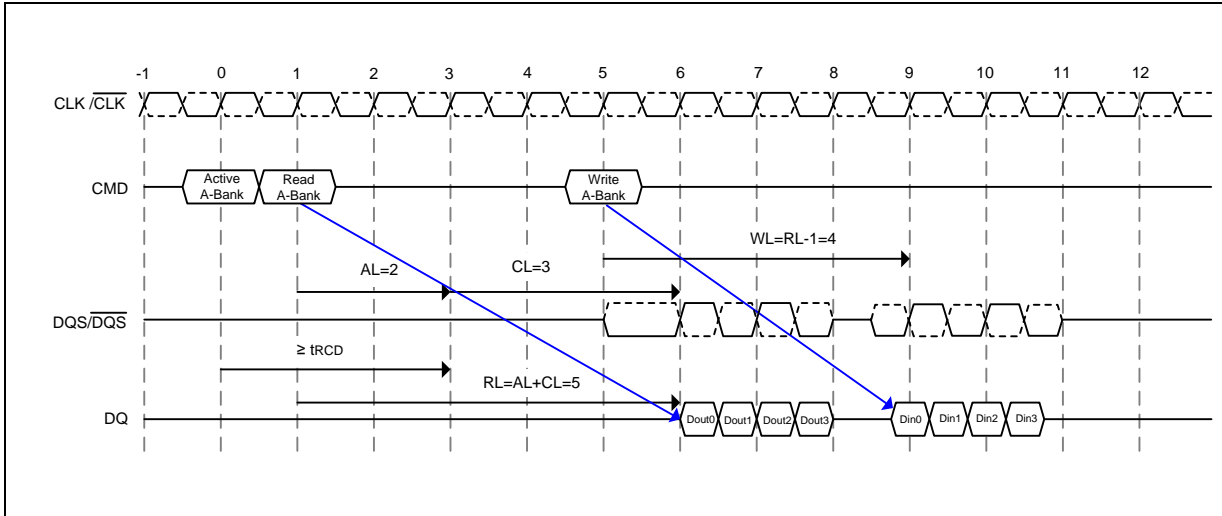 -1 0 1 2 3 4 5 6 7 8 9 10 11 12
CLK /CLK
CMD
Active
A-Bank
Read
A-Bank
Write
A-Bank
WL=RL-1=4
AL=2
CL=3
DQS/DQS
≥ tRCD
RL=AL+CL=5
DQ
Dout0 Dout1 Dout2 Dout3
Din0 Din1 Din2 Din3